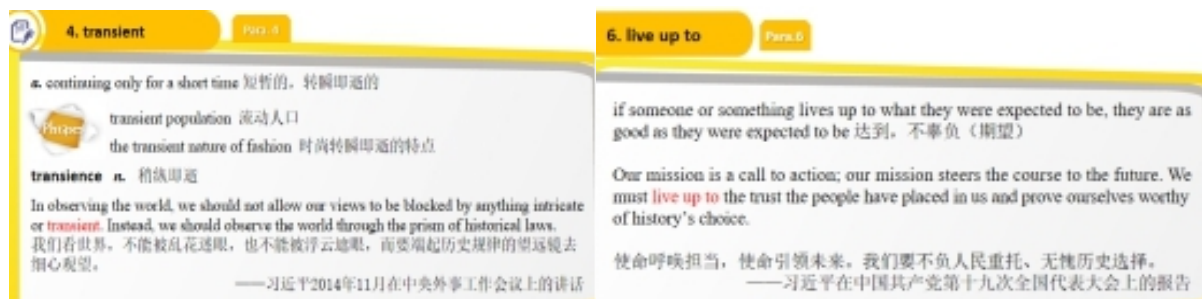 4. transient
Para.4
a. continuing only for a short time 短暂的，转瞬即逝的
Phrases
transient population 流动人口
the transient nature of fashion 时尚转瞬即逝的特点
transience n. 稍纵即逝
In observing the world, we should not allow our views to be blocked by anything intricate
or transient. Instead, we should observe the world through the prism of historical laws.
我们看世界，不能被乱花迷眼，也不能被浮云遮眼，而要端起历史规律的望远镜去
细心观望。
——习近平2014年11月在中央外事工作会议上的讲话
6. live up to
Para.6
if someone or something lives up to what they were expected to be, they are as
good as they were expected to be 达到，不辜负（期望）
Our mission is a call to action; our mission steers the course to the future. We
must live up to the trust the people have placed in us and prove ourselves worthy
of history's choice.
使命呼唤担当，使命引领未来。我们要不负人民重托、无愧历史选择。
——习近平在中国共产党第十九次全国代表大会上的报告